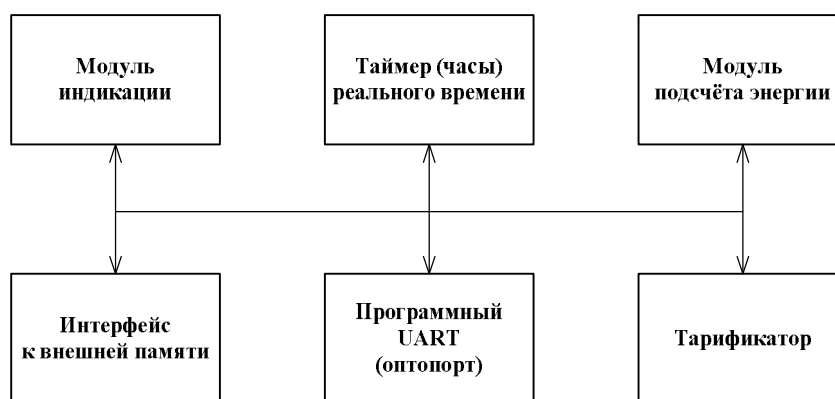 Модуль
индикации
Таймер (часы)
реального времени
Модуль
подсчёта энергии
Интерфейс
к внешней памяти
Программный
UART
(оптопорт)
Тарификатор